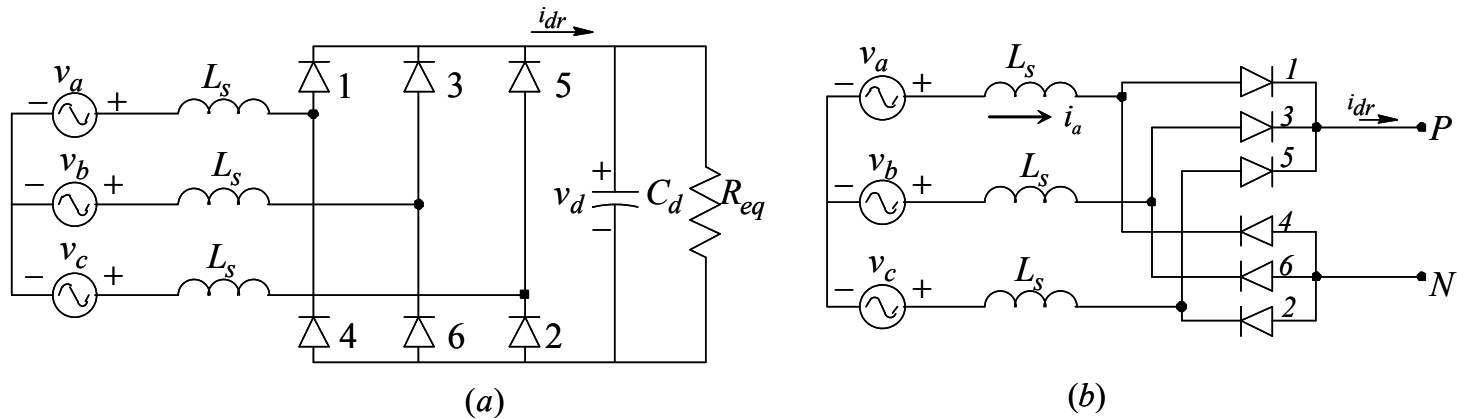 i_dr
v_a
− +
L_s
1 3 5
v_b
− +
L_s
v_d + − C_d R_eq
v_c
− +
L_s
4 6 2
(a)
v_a
− +
L_s
i_a
1
3
5
i_dr
P
v_b
− +
L_s
4
6
2
N
v_c
− +
L_s
(b)